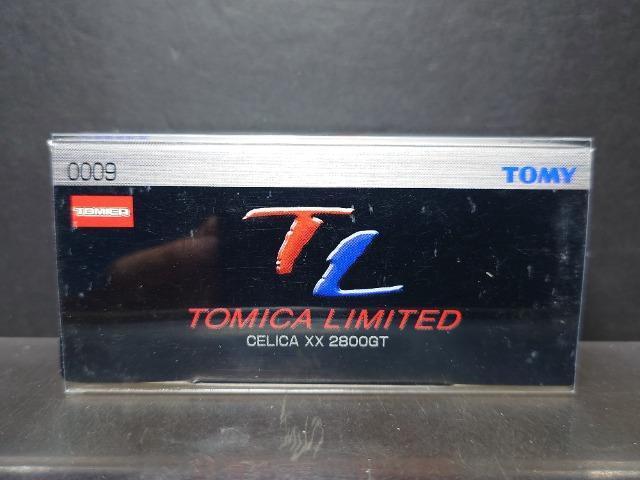 0009
TOMY
TOMICA
TL
TOMICA LIMITED
CELICA XX 2800GT